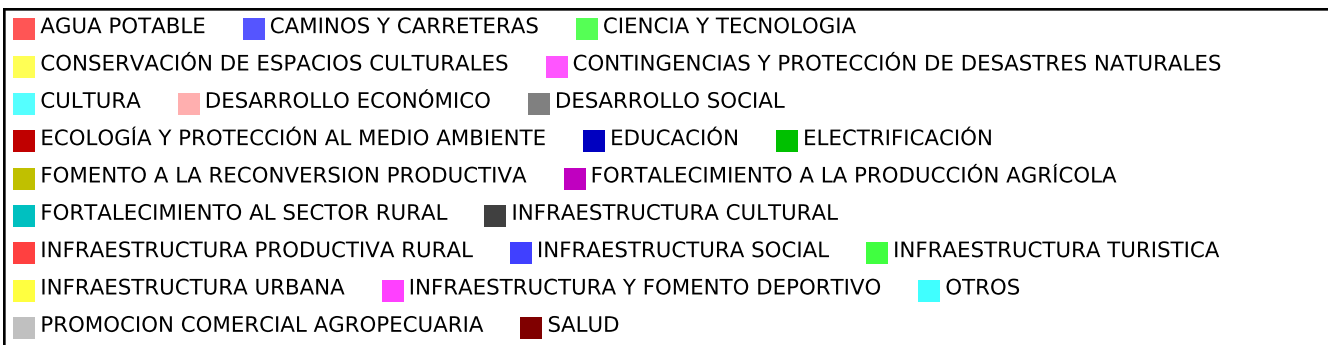 AGUA POTABLE CAMINOS Y CARRETERAS CIENCIA Y TECNOLOGIA
CONSERVACIÓN DE ESPACIOS CULTURALES CONTINGENCIAS Y PROTECCIÓN DE DESASTRES NATURALES
CULTURA DESARROLLO ECONÓMICO DESARROLLO SOCIAL
ECOLOGÍA Y PROTECCIÓN AL MEDIO AMBIENTE EDUCACIÓN ELECTRIFICACIÓN
FOMENTO A LA RECONVERSION PRODUCTIVA FORTALECIMIENTO A LA PRODUCCIÓN AGRÍCOLA
FORTALECIMIENTO AL SECTOR RURAL INFRAESTRUCTURA CULTURAL
INFRAESTRUCTURA PRODUCTIVA RURAL INFRAESTRUCTURA SOCIAL INFRAESTRUCTURA TURISTICA
INFRAESTRUCTURA URBANA INFRAESTRUCTURA Y FOMENTO DEPORTIVO OTROS
PROMOCION COMERCIAL AGROPECUARIA SALUD